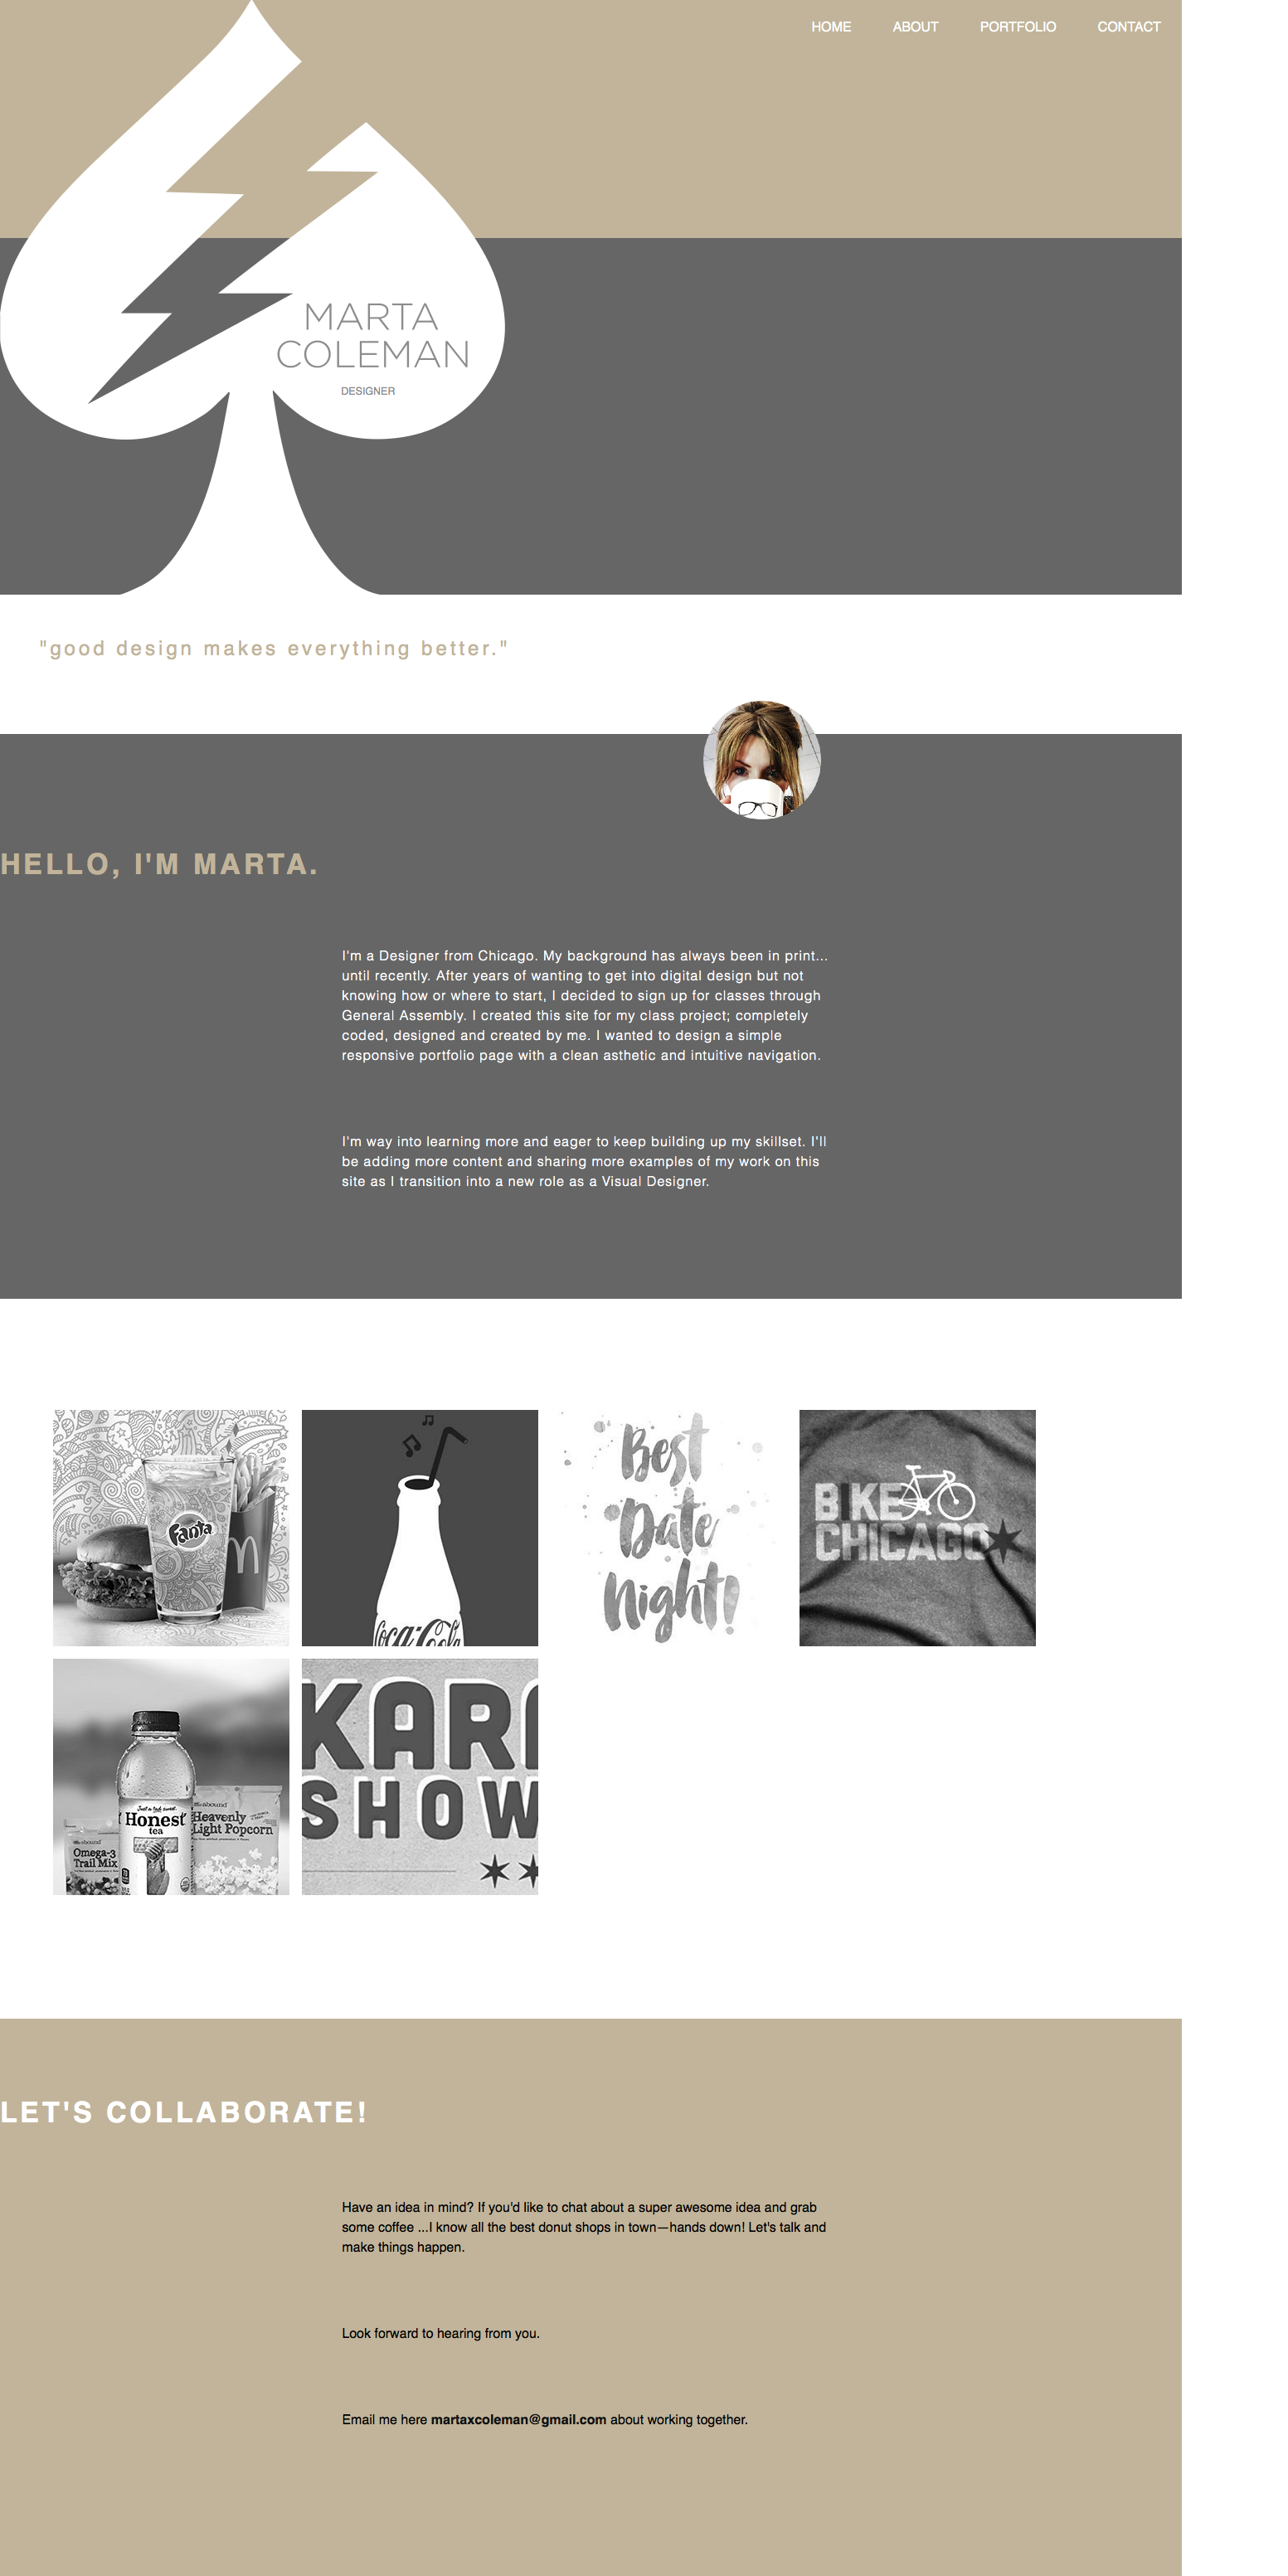 HOME ABOUT PORTFOLIO CONTACT
MARTA
COLEMAN
DESIGNER
"good design makes everything better."
HELLO, I'M MARTA.
I'm a Designer from Chicago. My background has always been in print...
until recently. After years of wanting to get into digital design but not
knowing how or where to start, I decided to sign up for classes through
General Assembly. I created this site for my class project; completely
coded, designed and created by me. I wanted to design a simple
responsive portfolio page with a clean asthetic and intuitive navigation.
I'm way into learning more and eager to keep building up my skillset. I'll
be adding more content and sharing more examples of my work on this
site as I transition into a new role as a Visual Designer.
Fanta
Coca-Cola
Best
Date
Night!
BIKE
CHICAGO
Just a tad sweet.
Honest
tea
Heavenly
Light Popcorn
Omega-3
Trail Mix
KAR
SHOW
LET'S COLLABORATE!
Have an idea in mind? If you'd like to chat about a super awesome idea and grab
some coffee ...I know all the best donut shops in town—hands down! Let's talk and
make things happen.
Look forward to hearing from you.
Email me here martaxcoleman@gmail.com about working together.